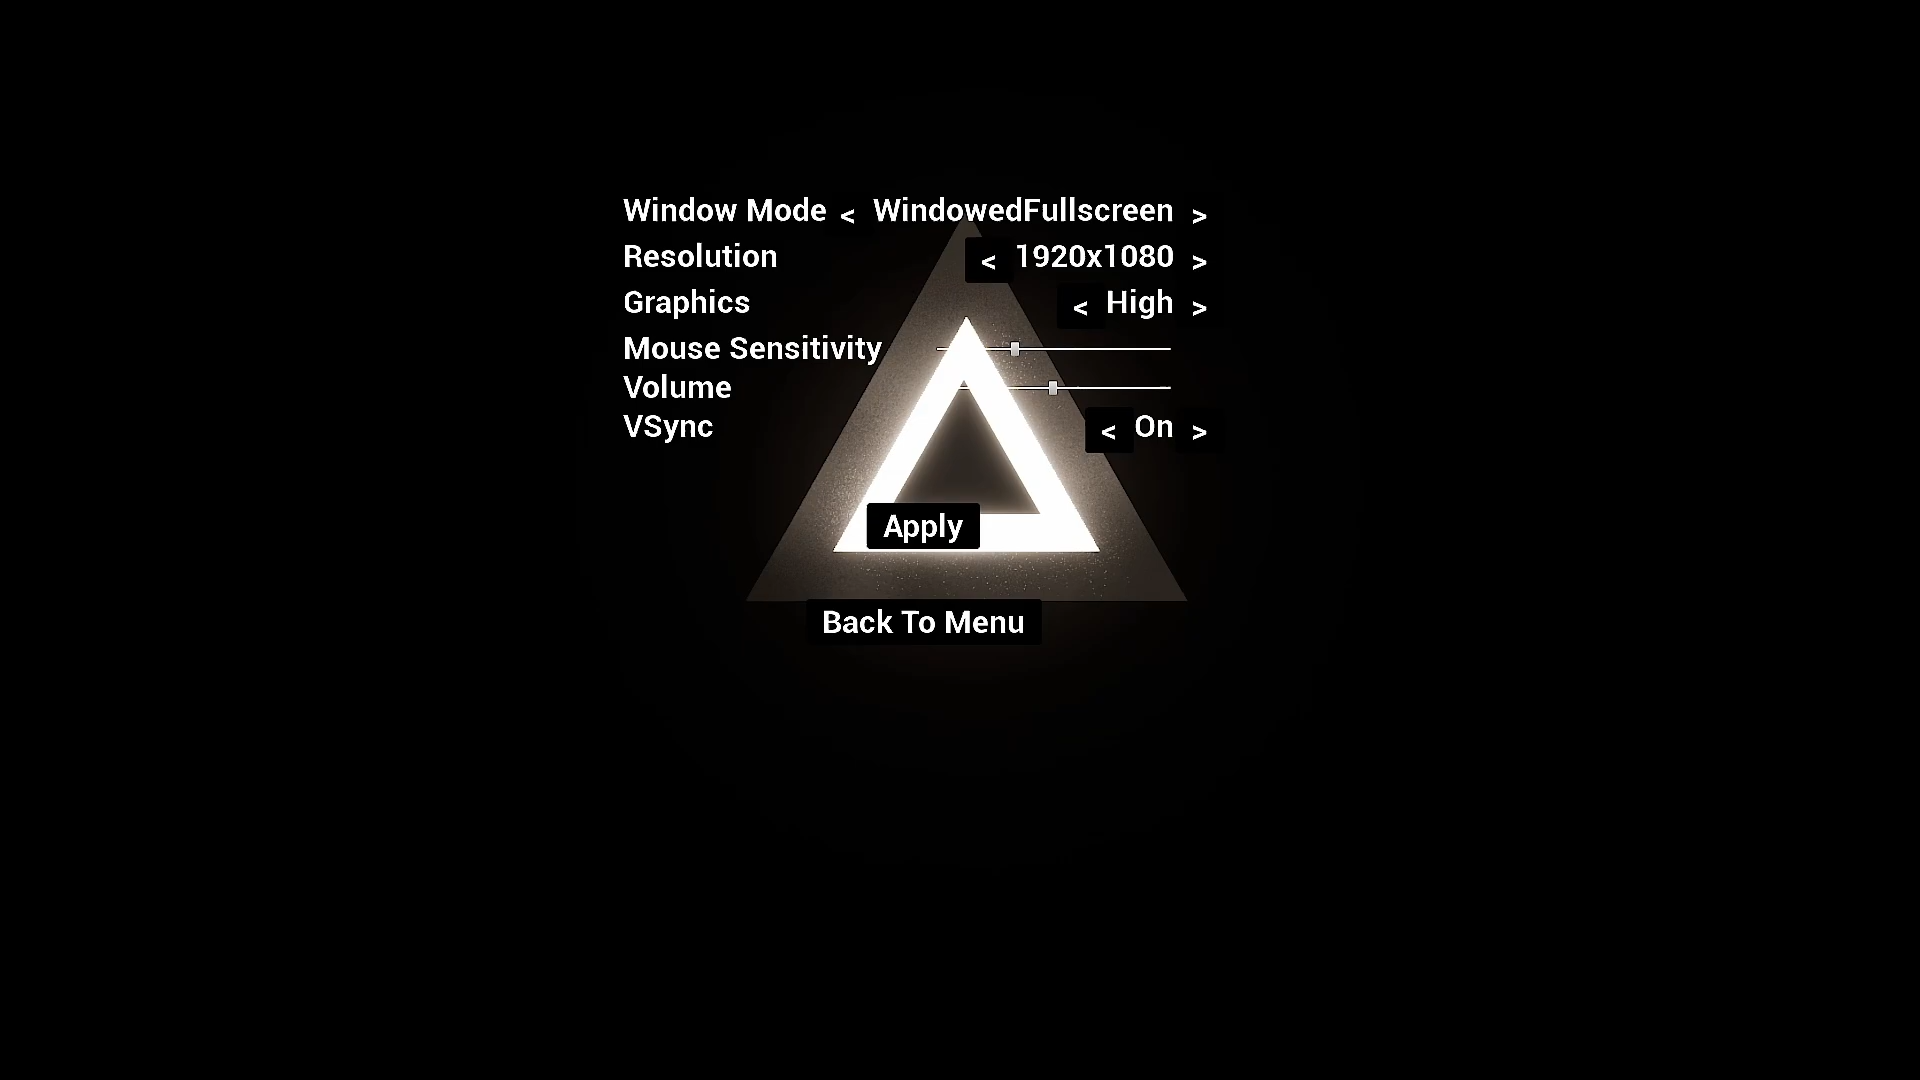 Window Mode < WindowedFullscreen >
Resolution < 1920x1080 >
Graphics < High >
Mouse Sensitivity
Volume
VSync < On >
Apply
Back To Menu